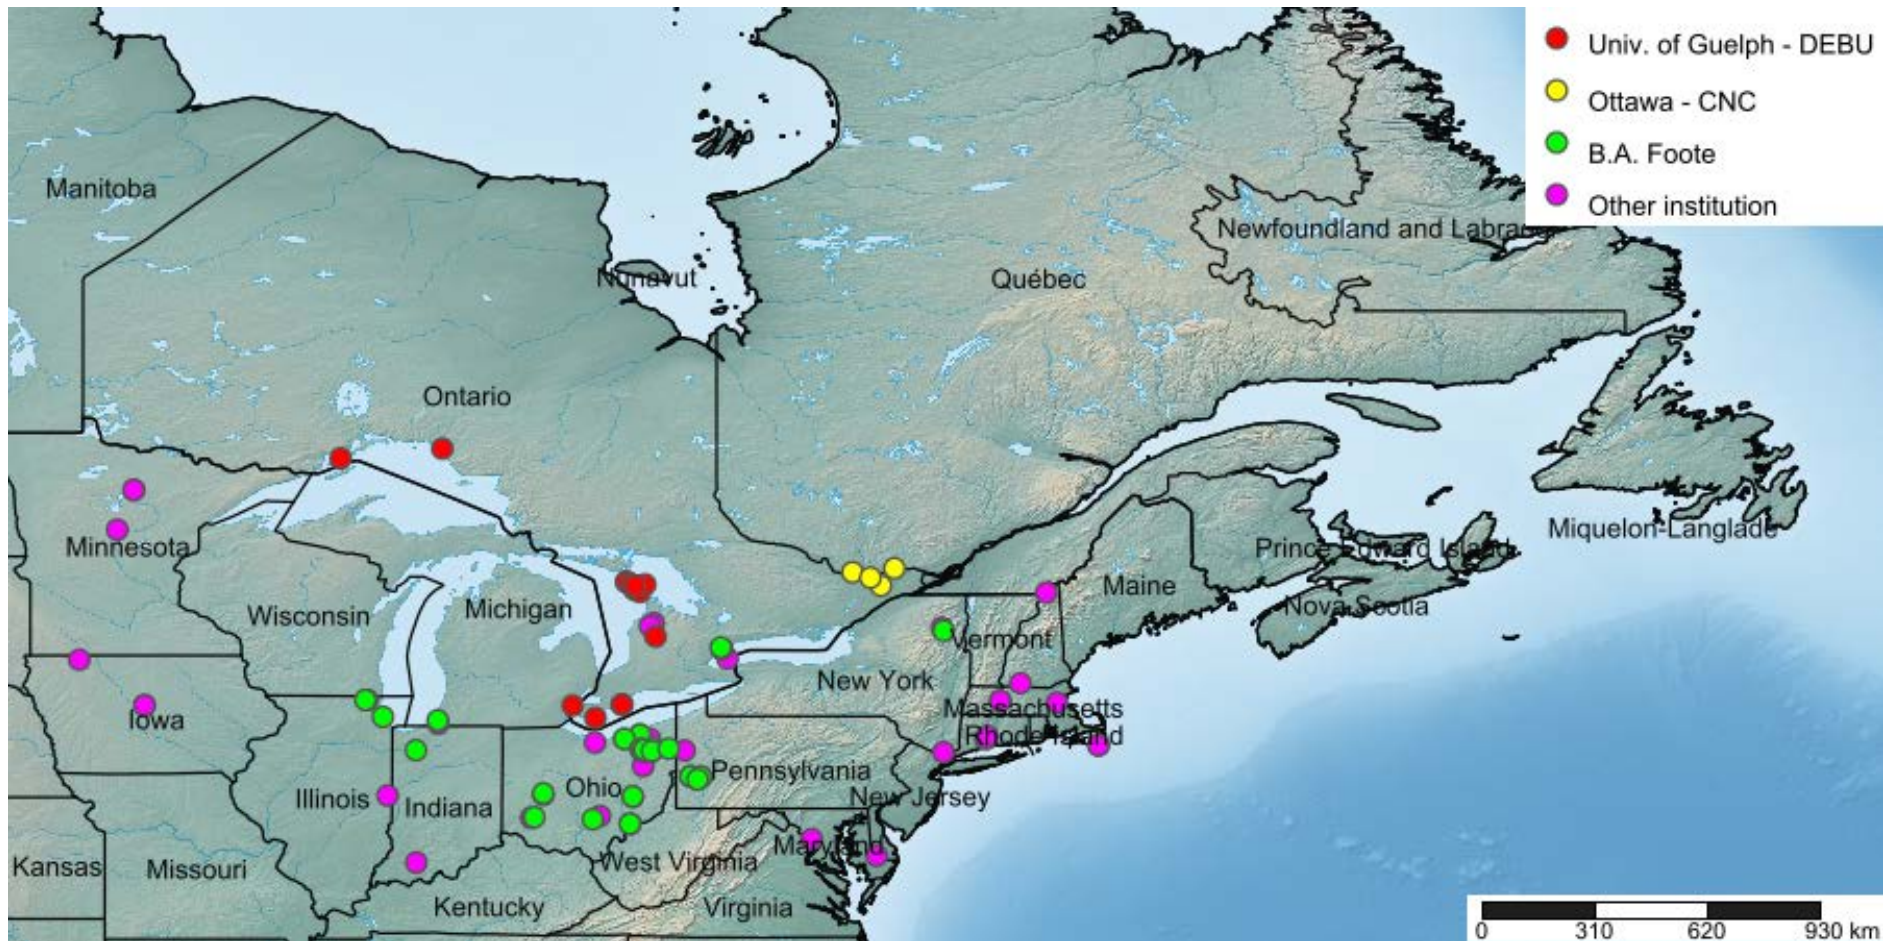 Univ. of Guelph - DEBU
Ottawa - CNC
B.A. Foote
Other institution
Manitoba
Newfoundland and Labra
Nunavut
Québec
Ontario
Minnesota
Miquelon-Langlade
Prince Edward Island
Wisconsin
Michigan
Maine
Nova Scotia
Vermont
New York
Iowa
Massachusetts
Rhode Island
Pennsylvania
Ohio
Illinois
Indiana
New Jersey
Maryland
Kansas
Missouri
West Virginia
Kentucky
Virginia
0 310 620 930 km